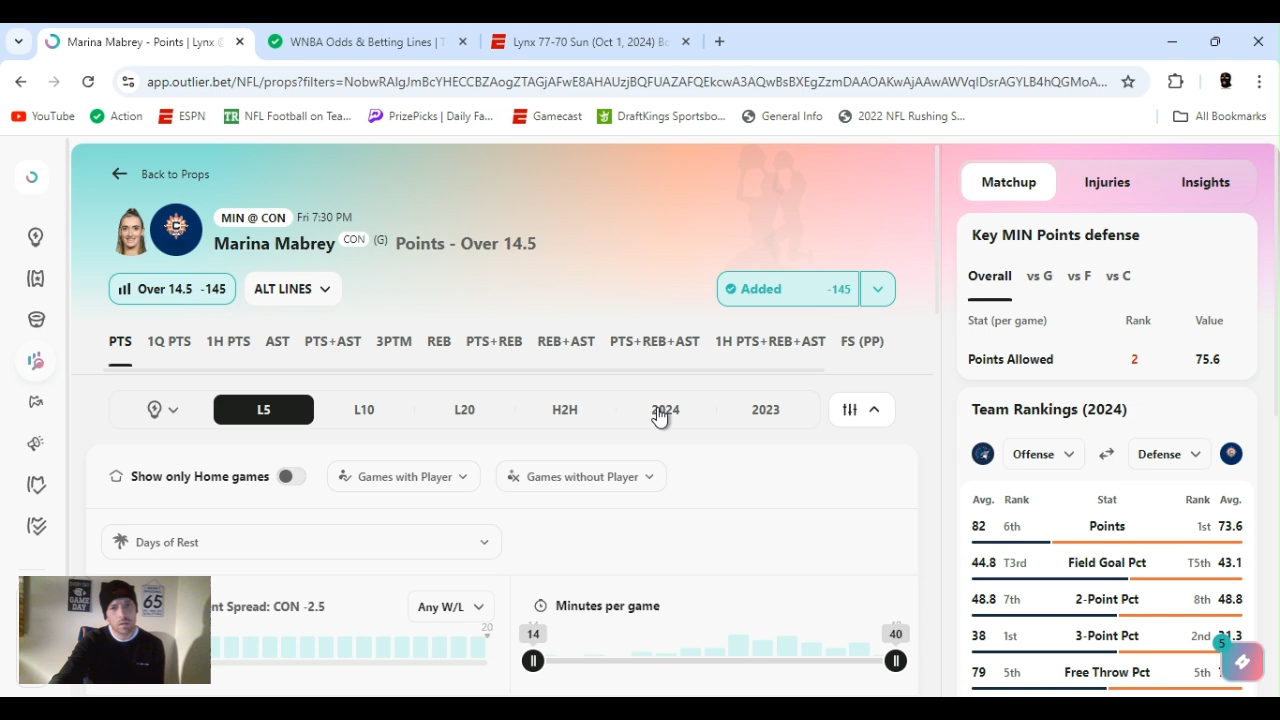 Marina Mabrey - Points | Lynx
WNBA Odds & Betting Lines | T
Lynx 77-70 Sun (Oct 1, 2024) Bo
app.outlier.bet/NFL/props?filters=
YouTube
Action
ESPN
NFL Football on Tea...
PrizePicks | Daily Fa...
Gamecast
DraftKings Sportsbo...
General Info
2022 NFL Rushing S...
All Bookmarks
Back to Props
MIN @ CON Fri 7:30 PM
Marina Mabrey CON (G) Points - Over 14.5
Over 14.5 -145
ALT LINES
Added -145
PTS 1Q PTS 1H PTS AST PTS+AST 3PTM REB PTS+REB REB+AST PTS+REB+AST 1H PTS+REB+AST FS (PP)
L5 L10 L20 H2H 2024 2023
Show only Home games
Games with Player
Games without Player
Days of Rest
nt Spread: CON -2.5
Any W/L
20
Minutes per game
14
40
GAME
DAY
65
Matchup Injuries Insights
Key MIN Points defense
Overall vs G vs F vs C
Stat (per game) Rank Value
Points Allowed 2 75.6
Team Rankings (2024)
Offense Defense
Avg. Rank Stat Rank Avg.
82 6th Points 1st 73.6
44.8 T3rd Field Goal Pct T5th 43.1
48.8 7th 2-Point Pct 8th 48.8
38 1st 3-Point Pct 2nd
5
79 5th Free Throw Pct 5th